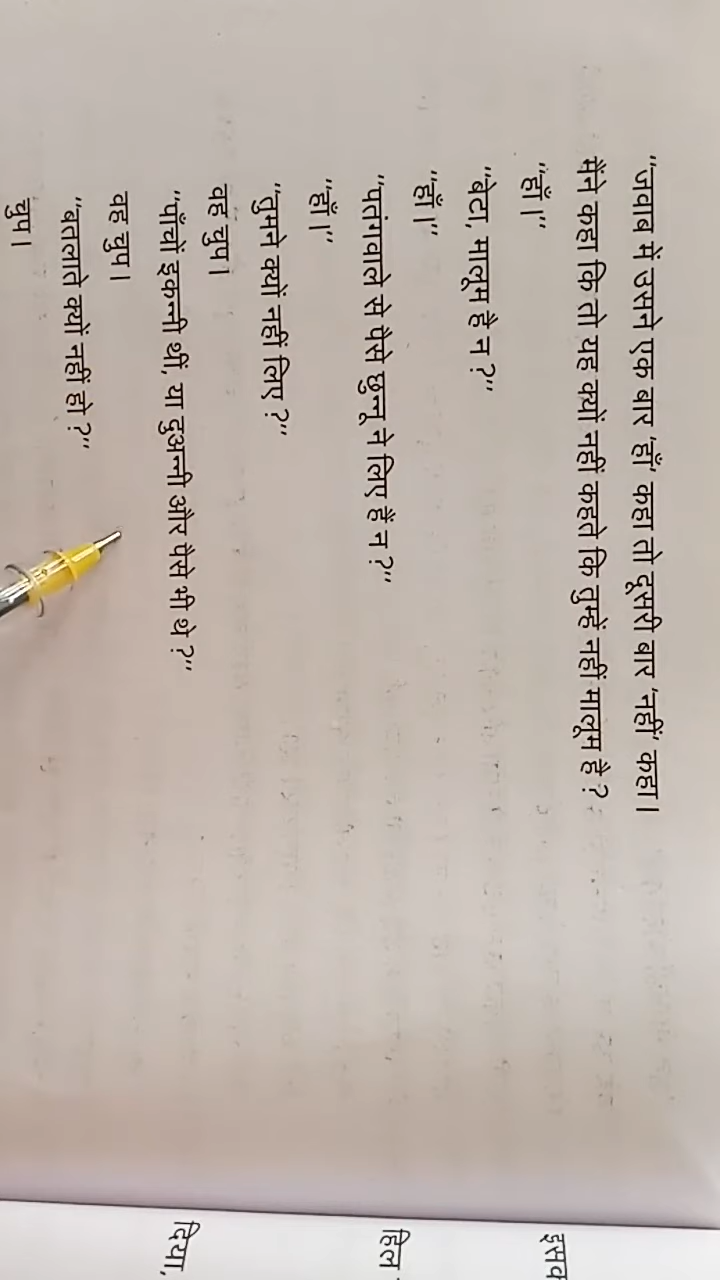 "जवाब में उसने एक बार 'हाँ' कहा तो दूसरी बार 'नहीं' कहा।
मैंने कहा कि तो यह क्यों नहीं कहते कि तुम्हें नहीं मालूम है ?
"हाँ।"
"बेटा, मालूम है न ?"
"हाँ।"
"पतंगवाले से पैसे छुन्नू ने लिए हैं न ?"
"हाँ।"
"तुमने क्यों नहीं लिए ?"
वह चुप।
"पाँचों इकन्नी थीं, या दुअन्नी और पैसे भी थे ?"
वह चुप।
"बतलाते क्यों नहीं हो ?"
चुप।
हिल
दिया,